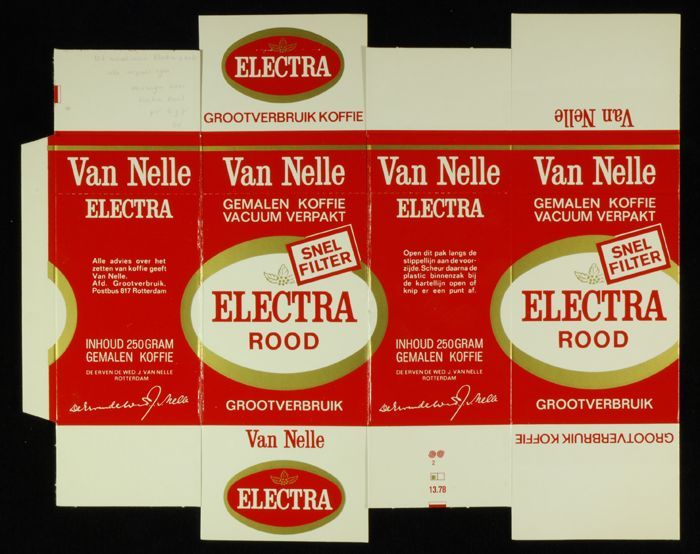 ELECTRA
GROOTVERBRUIK KOFFIE
Van Nelle
Van Nelle
ELECTRA
Alle advies over het
zetten van koffie geeft
Van Nelle.
Afd. Grootverbruik.
Postbus 817 Rotterdam
INHOUD 250 GRAM
GEMALEN KOFFIE
DE ERVEN DE WED. J. VAN NELLE
ROTTERDAM
Van Nelle
GEMALEN KOFFIE
VACUUM VERPAKT
SNEL
FILTER
ELECTRA
ROOD
GROOTVERBRUIK
Van Nelle
ELECTRA
Open dit pak langs de
stippellijn aan de voor-
zijde. Scheur daarna de
plastic binnenzak bij
de kartellijn open of
knip er een punt af.
INHOUD 250 GRAM
GEMALEN KOFFIE
DE ERVEN DE WED. J. VAN NELLE
ROTTERDAM
Van Nelle
GEMALEN KOFFIE
VACUUM VERPAKT
SNEL
FILTER
ELECTRA
ROOD
GROOTVERBRUIK
Van Nelle
ELECTRA
2
13.78
GROOTVERBRUIK KOFFIE